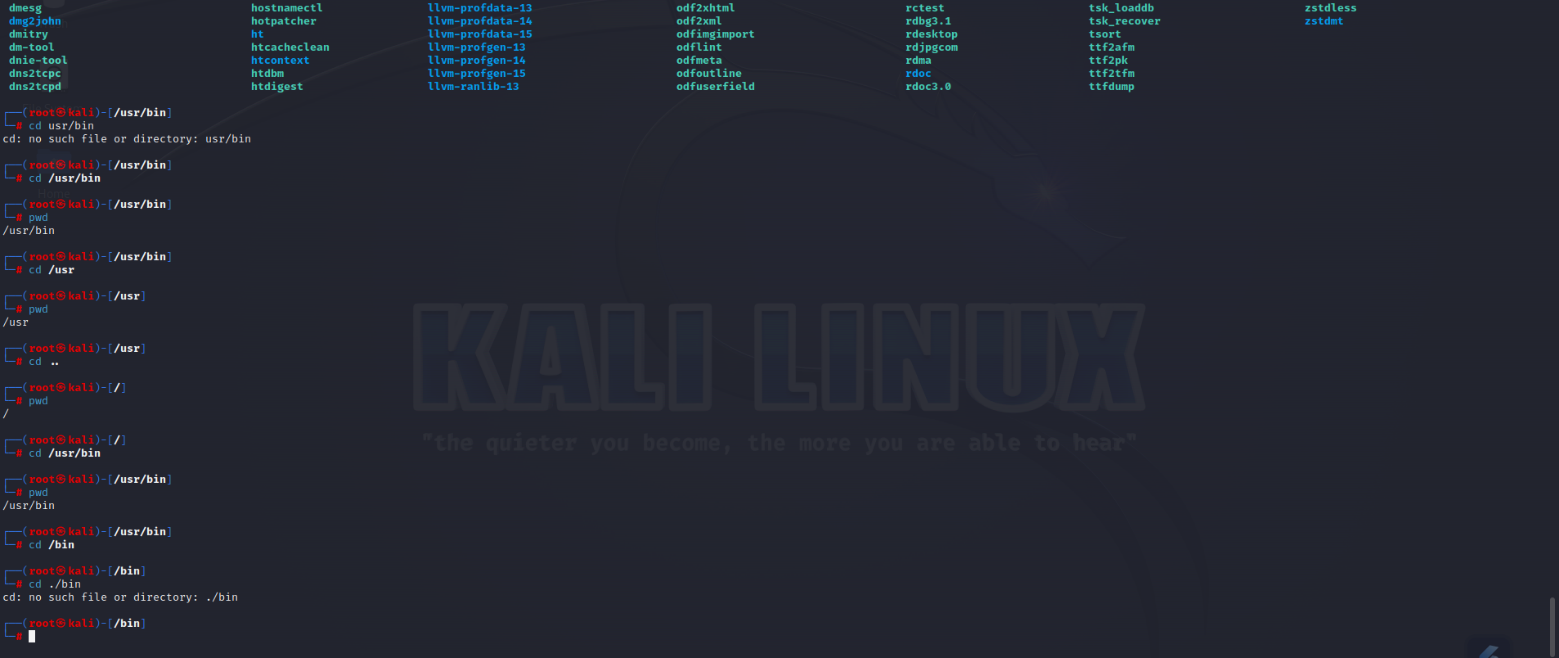 dmesg hostnamectl llvm-profdata-13 odf2xhtml rctest tsk_loaddb zstdless
dmg2john hotpatcher llvm-profdata-14 odf2xml rdbg3.1 tsk_recover zstdmt
dmitry ht llvm-profdata-15 odfimgimport rdesktop tsort
dm-tool htcacheclean llvm-profgen-13 odflint rdjpgcom ttf2afm
dnie-tool htcontext llvm-profgen-14 odfmeta rdma ttf2pk
dns2tcpc htdbm llvm-profgen-15 odfoutline rdoc ttf2tfm
dns2tcpd htdigest llvm-ranlib-13 odfuserfield rdoc3.0 ttfdump
┌──(root㉿kali)-[/usr/bin]
└─# cd usr/bin
cd: no such file or directory: usr/bin
┌──(root㉿kali)-[/usr/bin]
└─# cd /usr/bin
┌──(root㉿kali)-[/usr/bin]
└─# pwd
/usr/bin
┌──(root㉿kali)-[/usr/bin]
└─# cd /usr
┌──(root㉿kali)-[/usr]
└─# pwd
/usr
┌──(root㉿kali)-[/usr]
└─# cd ..
┌──(root㉿kali)-[/]
└─# pwd
/
┌──(root㉿kali)-[/]
└─# cd /usr/bin
┌──(root㉿kali)-[/usr/bin]
└─# pwd
/usr/bin
┌──(root㉿kali)-[/usr/bin]
└─# cd /bin
┌──(root㉿kali)-[/bin]
└─# cd ./bin
cd: no such file or directory: ./bin
┌──(root㉿kali)-[/bin]
└─#
KALI LINUX
"the quieter you become, the more you are able to hear"